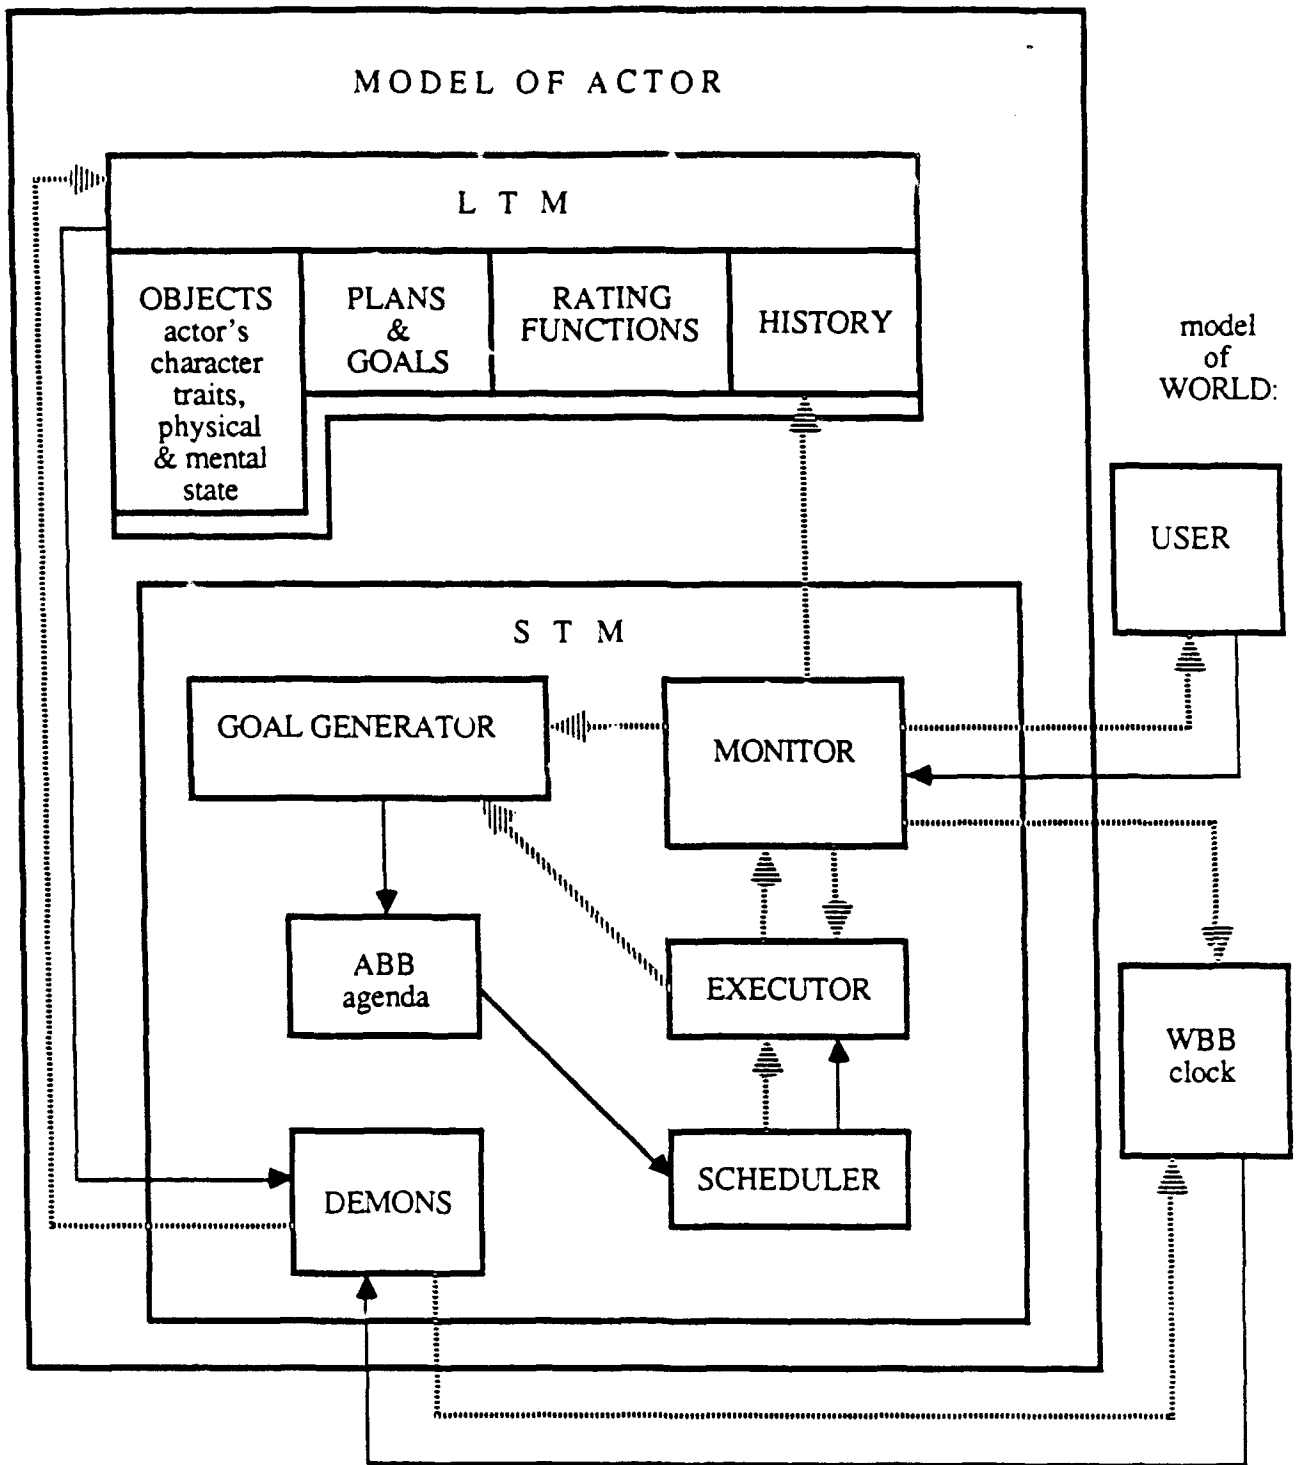 MODEL OF ACTOR
L T M
OBJECTS
actor's
character
traits,
physical
& mental
state
PLANS
&
GOALS
RATING
FUNCTIONS
HISTORY
model
of
WORLD:
USER
S T M
GOAL GENERATOR
MONITOR
ABB
agenda
EXECUTOR
WBB
clock
DEMONS
SCHEDULER